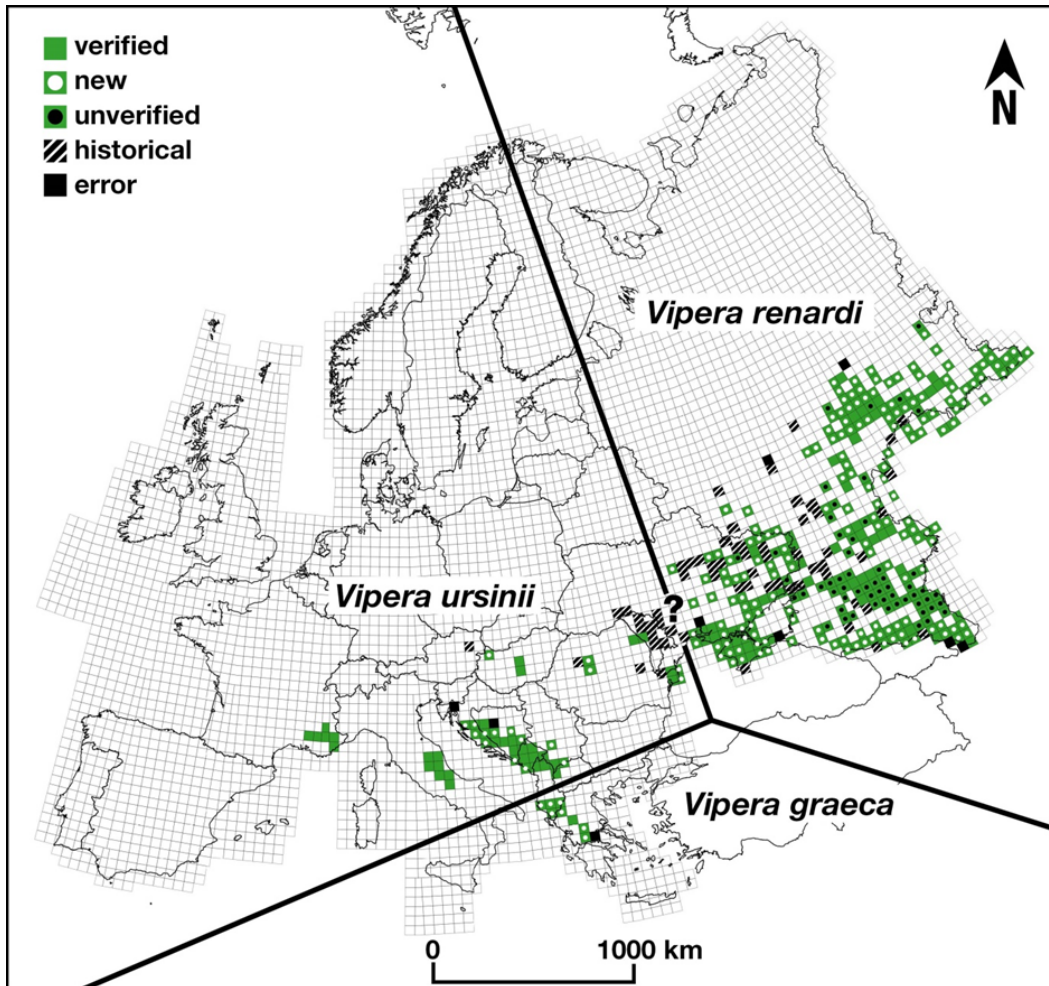 verified
new
unverified
historical
error
N
Vipera renardi
Vipera ursinii
?
Vipera graeca
0 1000 km